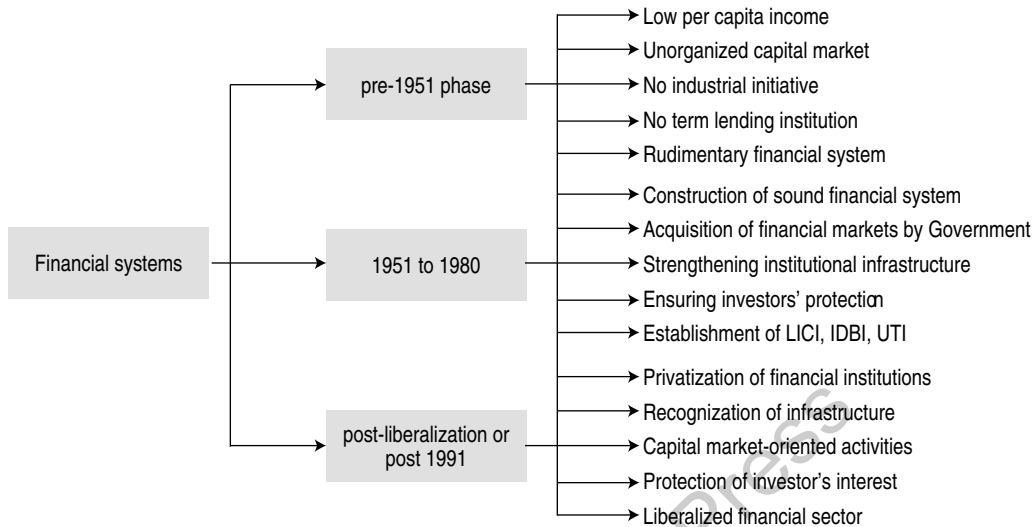 Financial systems
pre-1951 phase
Low per capita income
Unorganized capital market
No industrial initiative
No term lending institution
Rudimentary financial system
1951 to 1980
Construction of sound financial system
Acquisition of financial markets by Government
Strengthening institutional infrastructure
Ensuring investors' protection
Establishment of LICI, IDBI, UTI
post-liberalization or
post 1991
Privatization of financial institutions
Recognization of infrastructure
Capital market-oriented activities
Protection of investor's interest
Liberalized financial sector
Press